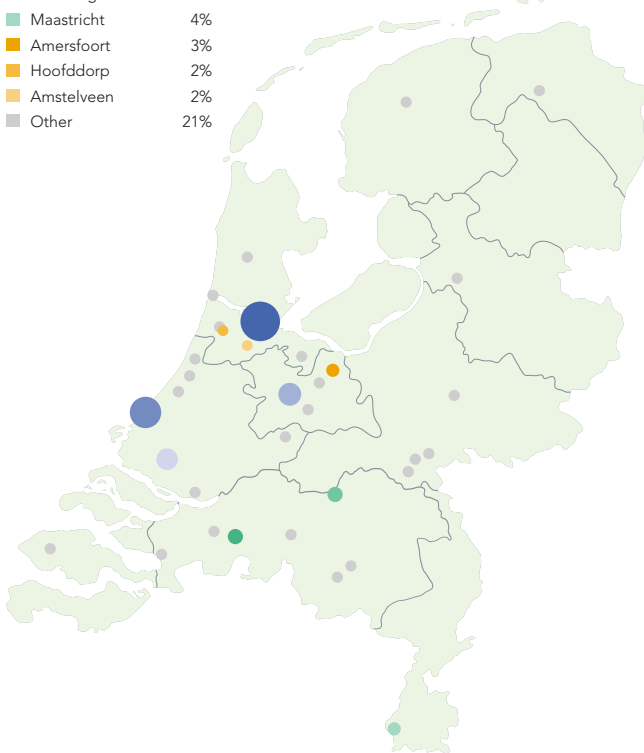 Maastricht 4%
Amersfoort 3%
Hoofddorp 2%
Amstelveen 2%
Other 21%